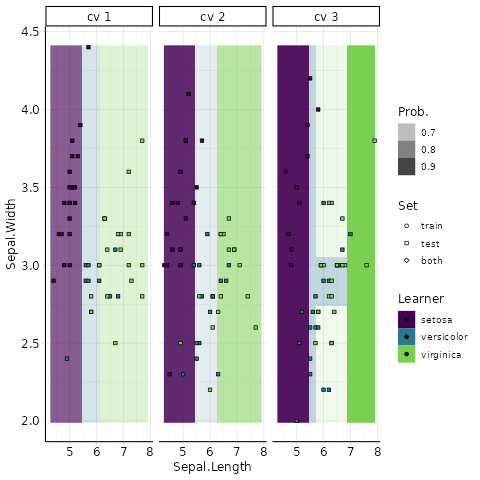 cv 1 cv 2 cv 3
4.5
4.0
3.5
3.0
2.5
2.0
Sepal.Width
5 6 7 8 5 6 7 8 5 6 7 8
Sepal.Length
Prob.
0.7
0.8
0.9
Set
train
test
both
Learner
setosa
versicolor
virginica